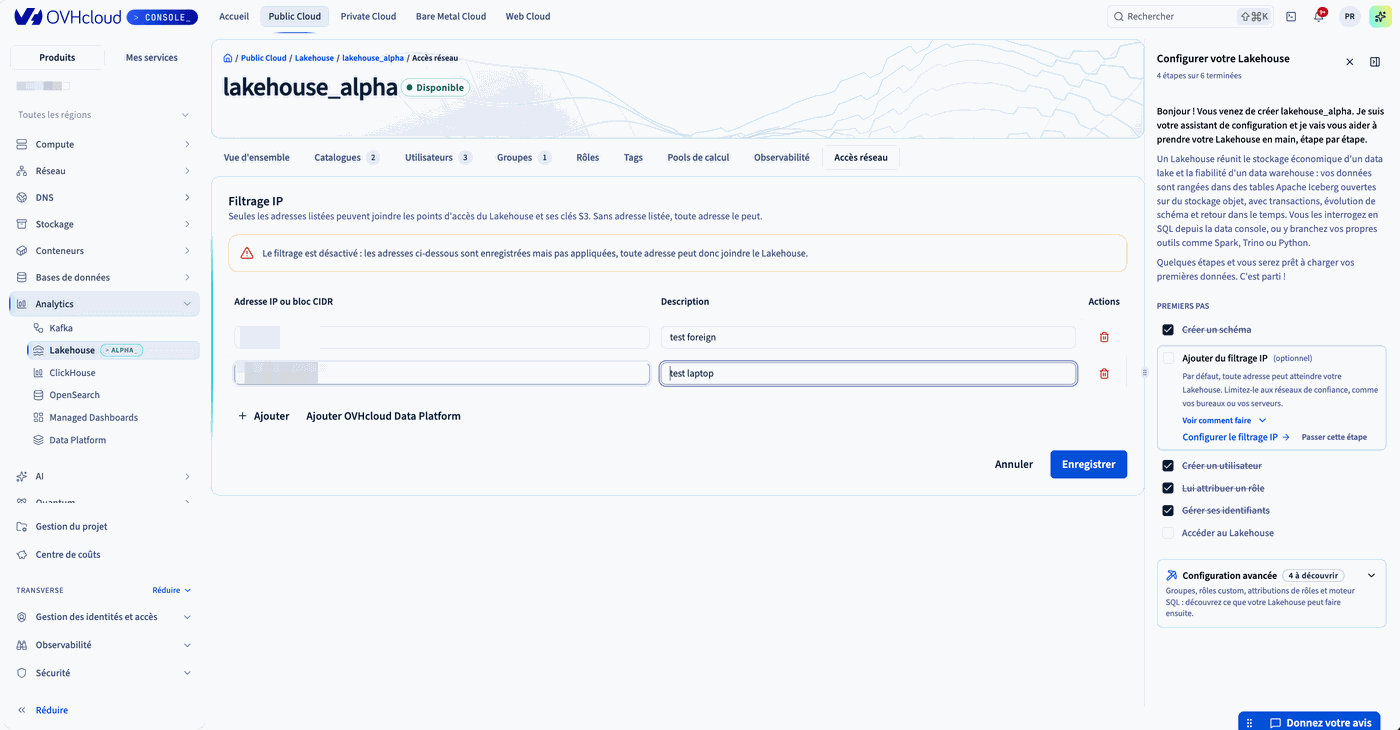 OVHcloud > CONSOLE_
Accueil
Public Cloud
Private Cloud
Bare Metal Cloud
Web Cloud
Rechercher
⇧⌘K
9+
PR
Produits
Mes services
Toutes les régions
Compute
Réseau
DNS
Stockage
Conteneurs
Bases de données
Analytics
Kafka
Lakehouse > ALPHA_
ClickHouse
OpenSearch
Managed Dashboards
Data Platform
AI
Quantum
Gestion du projet
Centre de coûts
TRANSVERSE Réduire
Gestion des identités et accès
Observabilité
Sécurité
Réduire
/ Public Cloud / Lakehouse / lakehouse_alpha / Accès réseau
lakehouse_alpha Disponible
Vue d'ensemble
Catalogues 2
Utilisateurs 3
Groupes 1
Rôles
Tags
Pools de calcul
Observabilité
Accès réseau
Filtrage IP
Seules les adresses listées peuvent joindre les points d'accès du Lakehouse et ses clés S3. Sans adresse listée, toute adresse le peut.
Le filtrage est désactivé : les adresses ci-dessous sont enregistrées mais pas appliquées, toute adresse peut donc joindre le Lakehouse.
Adresse IP ou bloc CIDR
Description
Actions
test foreign
test laptop
+ Ajouter
Ajouter OVHcloud Data Platform
Annuler
Enregistrer
Configurer votre Lakehouse
4 étapes sur 6 terminées
Bonjour ! Vous venez de créer lakehouse_alpha. Je suis
votre assistant de configuration et je vais vous aider à
prendre votre Lakehouse en main, étape par étape.
Un Lakehouse réunit le stockage économique d'un data
lake et la fiabilité d'un data warehouse : vos données
sont rangées dans des tables Apache Iceberg ouvertes
sur du stockage objet, avec transactions, évolution de
schéma et retour dans le temps. Vous les interrogez en
SQL depuis la data console, ou y branchez vos propres
outils comme Spark, Trino ou Python.
Quelques étapes et vous serez prêt à charger vos
premières données. C'est parti !
PREMIERS PAS
Créer un schéma
Ajouter du filtrage IP (optionnel)
Par défaut, toute adresse peut atteindre votre
Lakehouse. Limitez-le aux réseaux de confiance, comme
vos bureaux ou vos serveurs.
Voir comment faire
Configurer le filtrage IP → Passer cette étape
Créer un utilisateur
Lui attribuer un rôle
Gérer ses identifiants
Accéder au Lakehouse
Configuration avancée 4 à découvrir
Groupes, rôles custom, attributions de rôles et moteur
SQL : découvrez ce que votre Lakehouse peut faire
ensuite.
Donnez votre avis